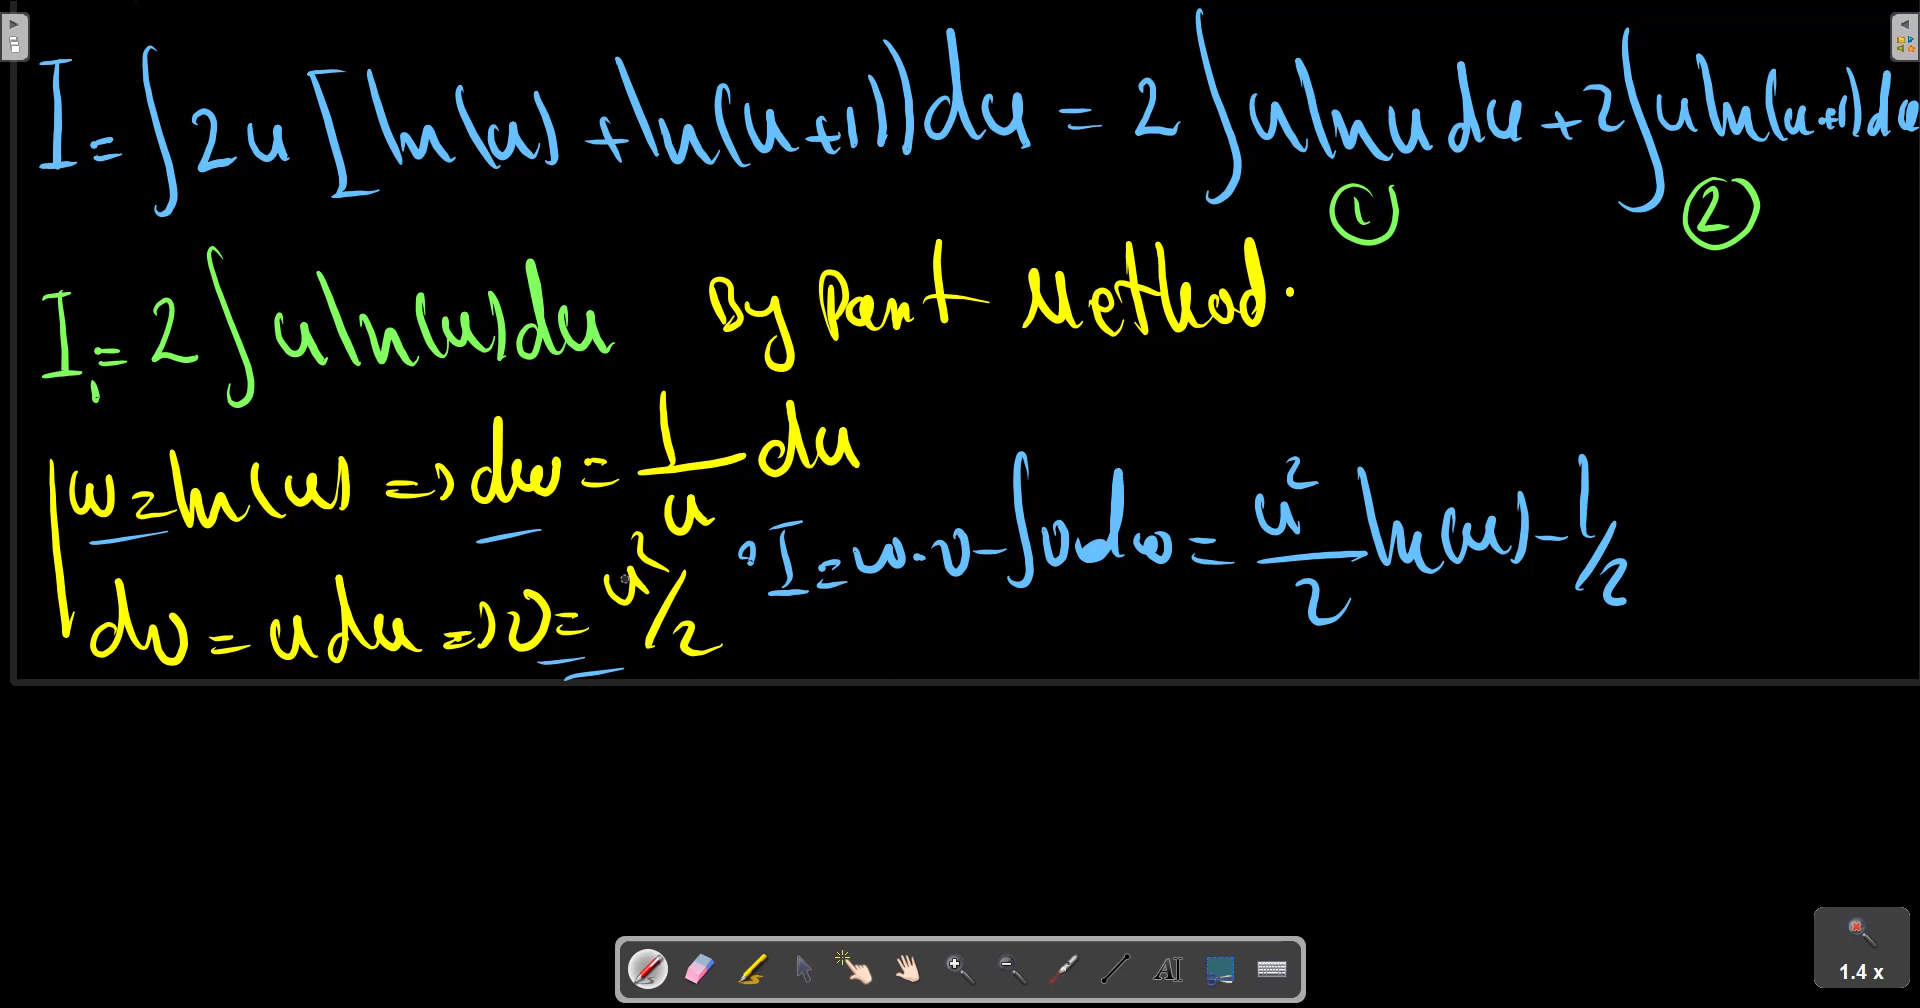 I = ∫ 2u [ln(u) + ln(u+1)] du = 2 ∫ u ln u du + 2 ∫ u ln(u+1) du
① ②
I₁ = 2 ∫ u ln(u) du By Part Method.
w = ln(u) => dw = 1/u du
dv = u du => v = u²/2
I = w·v - ∫ v dw = u²/2 ln(u) - 1/2
AI
1.4 x